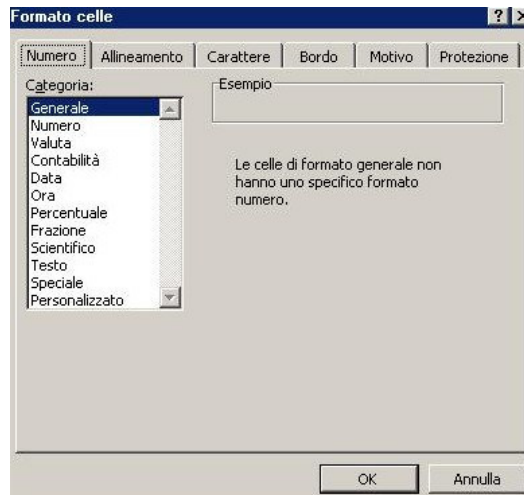 Formato celle
Numero Allineamento Carattere Bordo Motivo Protezione
Categoria:
Generale
Numero
Valuta
Contabilità
Data
Ora
Percentuale
Frazione
Scientifico
Testo
Speciale
Personalizzato
Esempio
Le celle di formato generale non
hanno uno specifico formato
numero.
OK Annulla